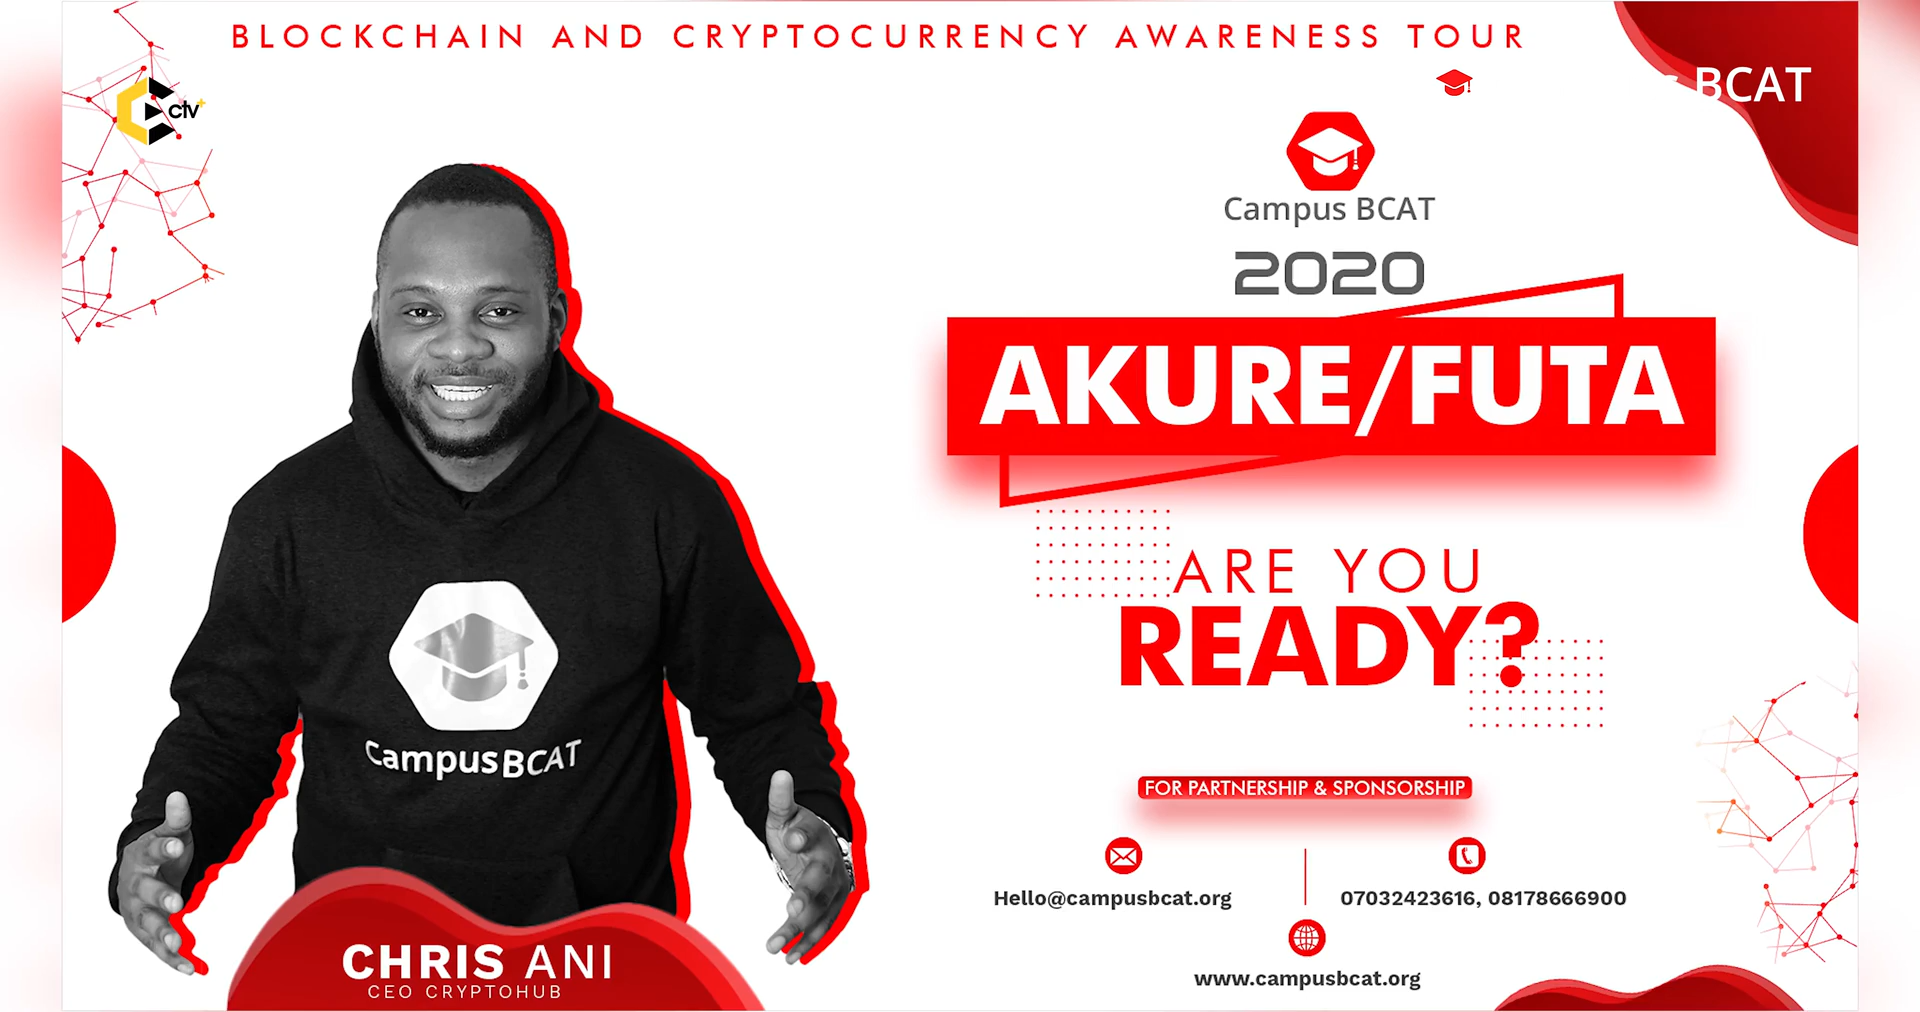 BLOCKCHAIN AND CRYPTOCURRENCY AWARENESS TOUR
ctv+
BCAT
Campus BCAT
2020
AKURE/FUTA
ARE YOU
READY?
CampusBCAT
FOR PARTNERSHIP & SPONSORSHIP
Hello@campusbcat.org
07032423616, 08178666900
www.campusbcat.org
CHRIS ANI
CEO CRYPTOHUB